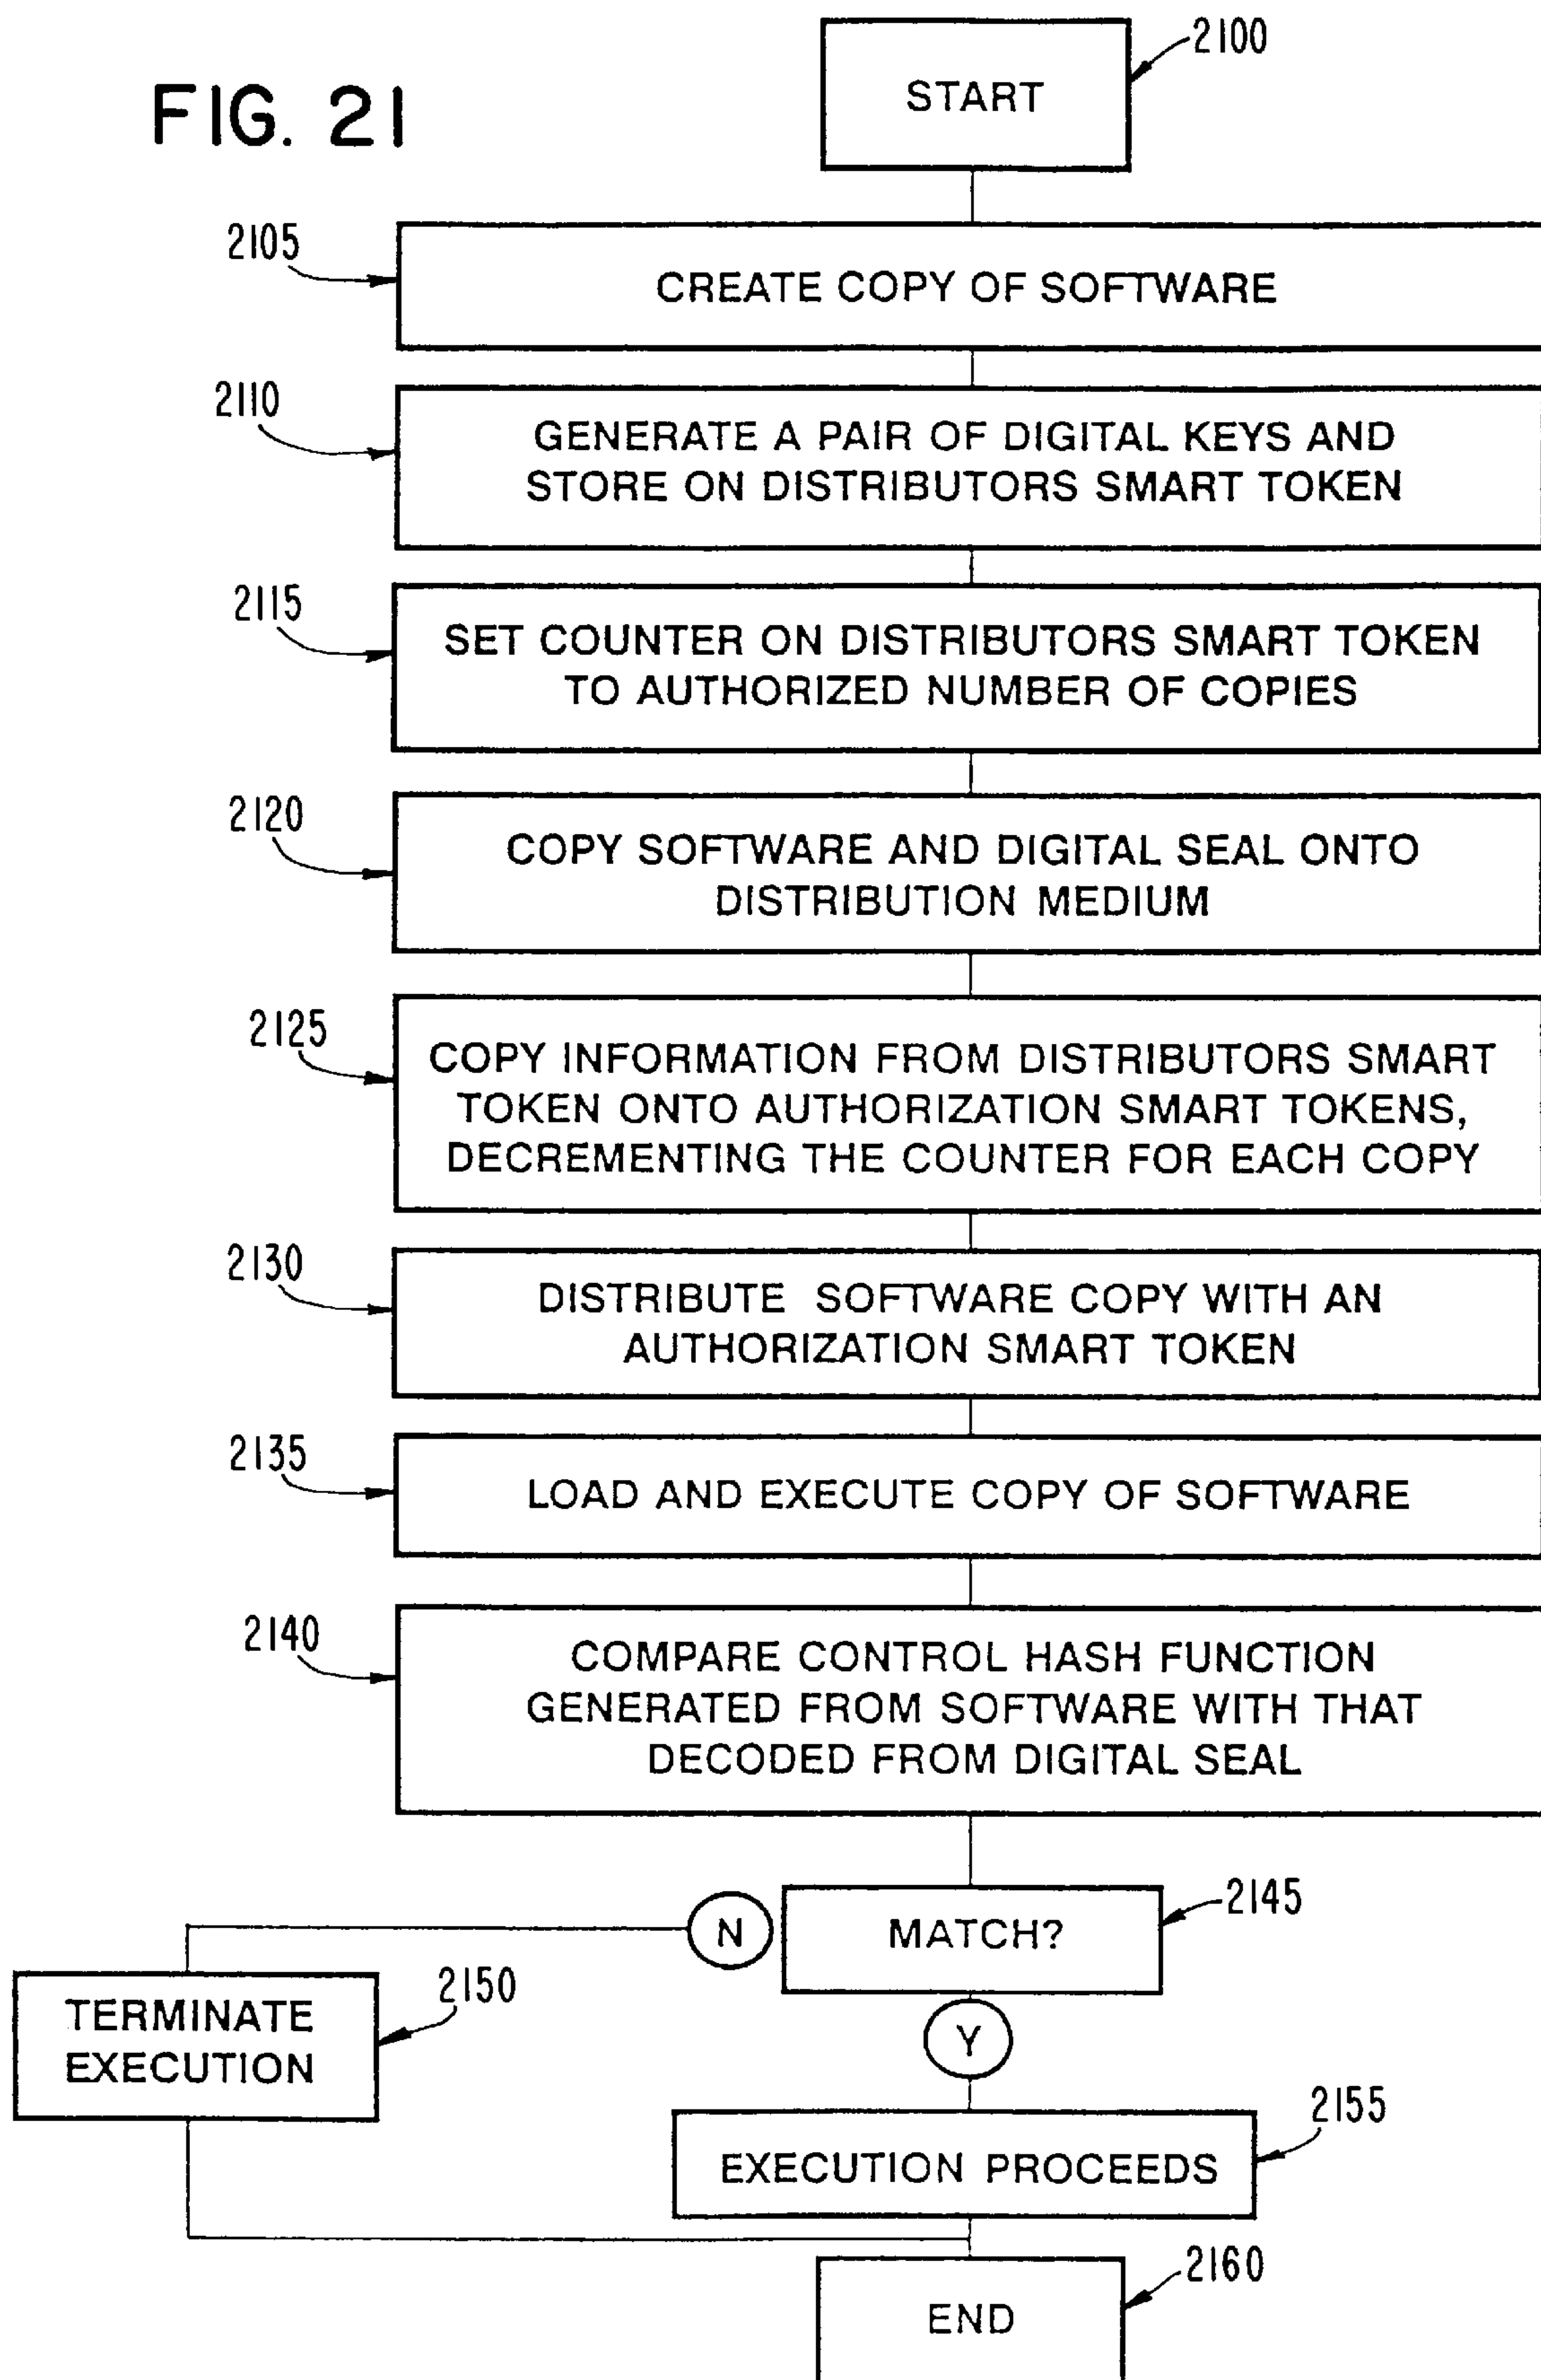 FIG. 21
2100
START
2105
CREATE COPY OF SOFTWARE
2110
GENERATE A PAIR OF DIGITAL KEYS AND
STORE ON DISTRIBUTORS SMART TOKEN
2115
SET COUNTER ON DISTRIBUTORS SMART TOKEN
TO AUTHORIZED NUMBER OF COPIES
2120
COPY SOFTWARE AND DIGITAL SEAL ONTO
DISTRIBUTION MEDIUM
2125
COPY INFORMATION FROM DISTRIBUTORS SMART
TOKEN ONTO AUTHORIZATION SMART TOKENS,
DECREMENTING THE COUNTER FOR EACH COPY
2130
DISTRIBUTE SOFTWARE COPY WITH AN
AUTHORIZATION SMART TOKEN
2135
LOAD AND EXECUTE COPY OF SOFTWARE
2140
COMPARE CONTROL HASH FUNCTION
GENERATED FROM SOFTWARE WITH THAT
DECODED FROM DIGITAL SEAL
2145
N
MATCH?
2150
TERMINATE
EXECUTION
Y
2155
EXECUTION PROCEEDS
2160
END